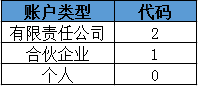 账户类型 代码
有限责任公司 2
合伙企业 1
个人 0